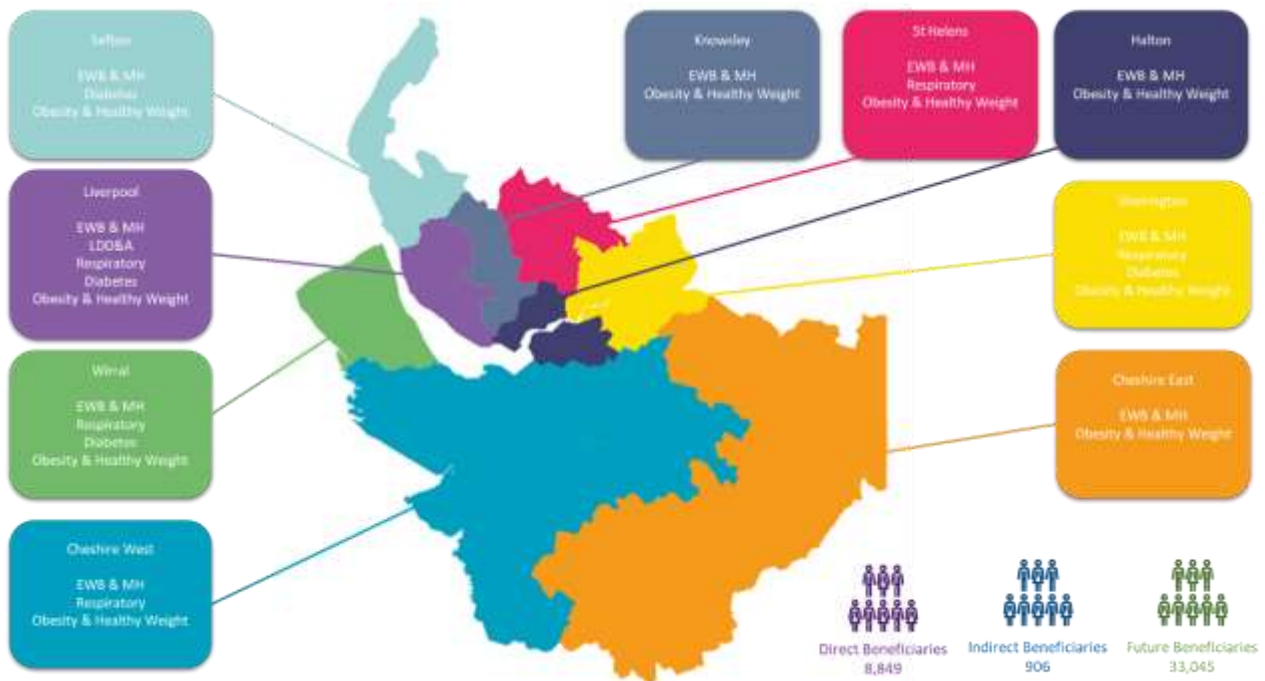 Sefton
EWB & MH
Diabetes
Obesity & Healthy Weight
Knowsley
EWB & MH
Obesity & Healthy Weight
St Helens
EWB & MH
Respiratory
Obesity & Healthy Weight
Halton
EWB & MH
Obesity & Healthy Weight
Liverpool
EWB & MH
LDD&A
Respiratory
Diabetes
Obesity & Healthy Weight
Warrington
EWB & MH
Respiratory
Diabetes
Obesity & Healthy Weight
Wirral
EWB & MH
Respiratory
Diabetes
Obesity & Healthy Weight
Cheshire East
EWB & MH
Obesity & Healthy Weight
Cheshire West
EWB & MH
Respiratory
Obesity & Healthy Weight
Direct Beneficiaries
8,849
Indirect Beneficiaries
906
Future Beneficiaries
33,045